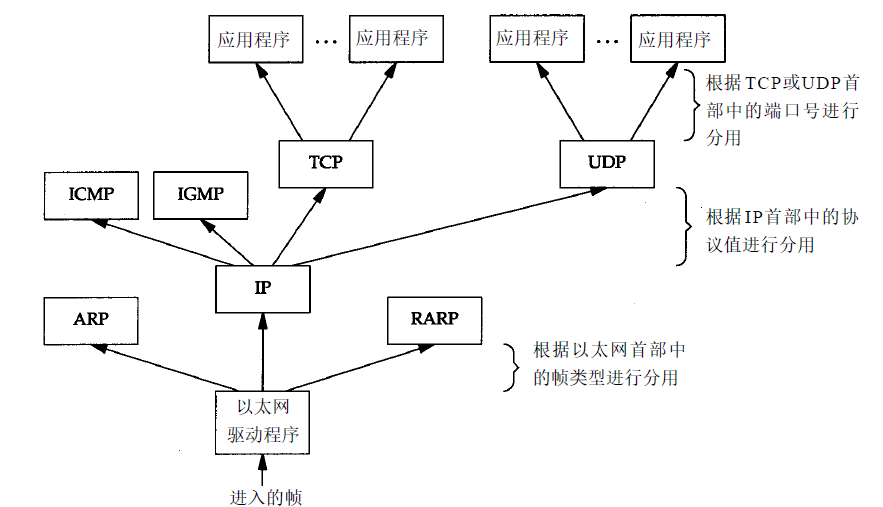 应用程序 … 应用程序 应用程序 … 应用程序
根据TCP或UDP首
部中的端口号进行
分用
TCP UDP
ICMP IGMP
根据IP首部中的协
议值进行分用
IP
ARP RARP
根据以太网首部中
的帧类型进行分用
以太网
驱动程序
进入的帧